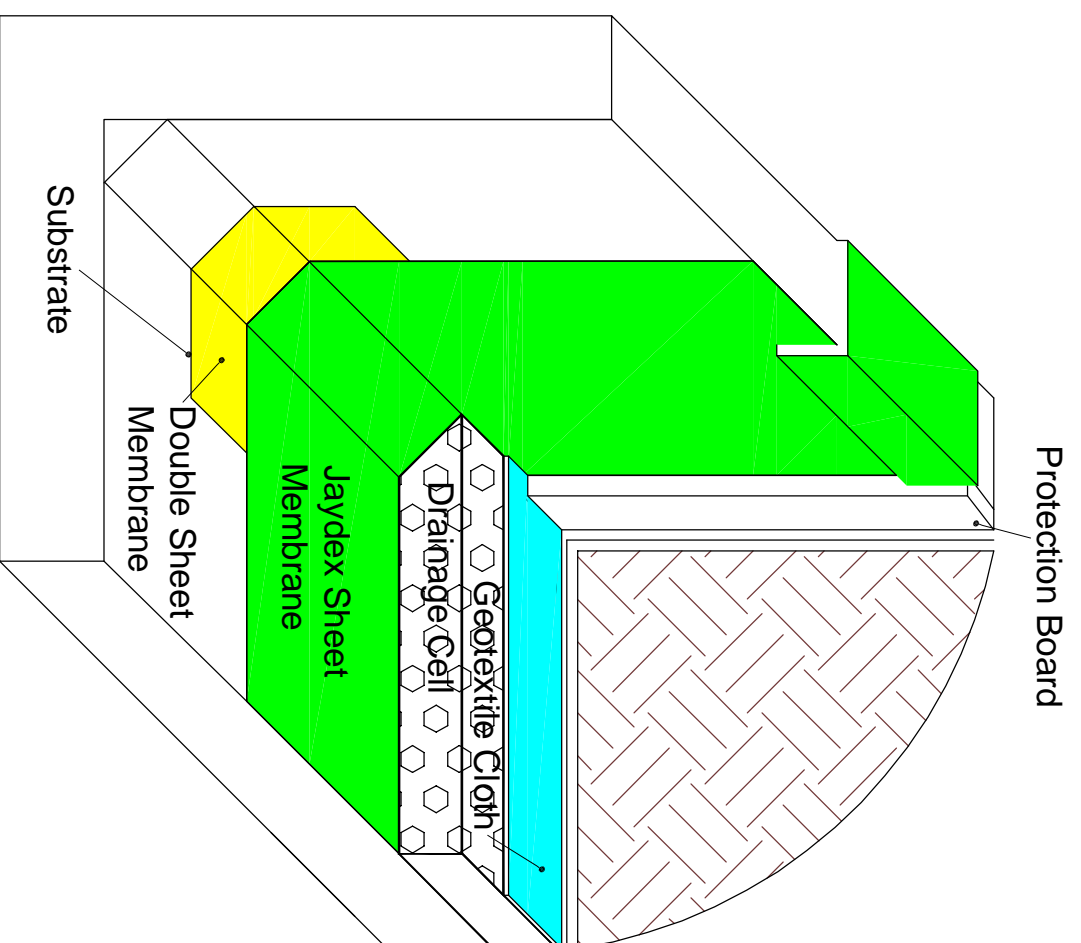 Protection Board
Geotextile Cloth
Drainage Cell
Jaydex Sheet
Membrane
Double Sheet
Membrane
Substrate